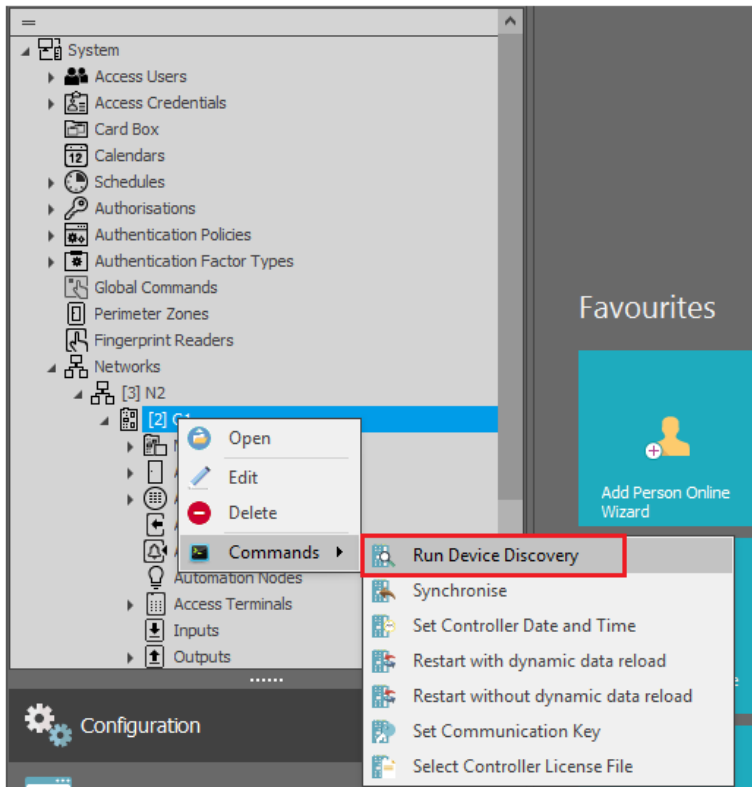 System
Access Users
Access Credentials
Card Box
12 Calendars
Schedules
Authorisations
Authentication Policies
Authentication Factor Types
Global Commands
Perimeter Zones
Fingerprint Readers
Networks
[3] N2
[2]
Automation Nodes
Access Terminals
Inputs
Outputs
Open
Edit
Delete
Commands
Run Device Discovery
Synchronise
Set Controller Date and Time
Restart with dynamic data reload
Restart without dynamic data reload
Set Communication Key
Select Controller License File
Configuration
Favourites
Add Person Online
Wizard